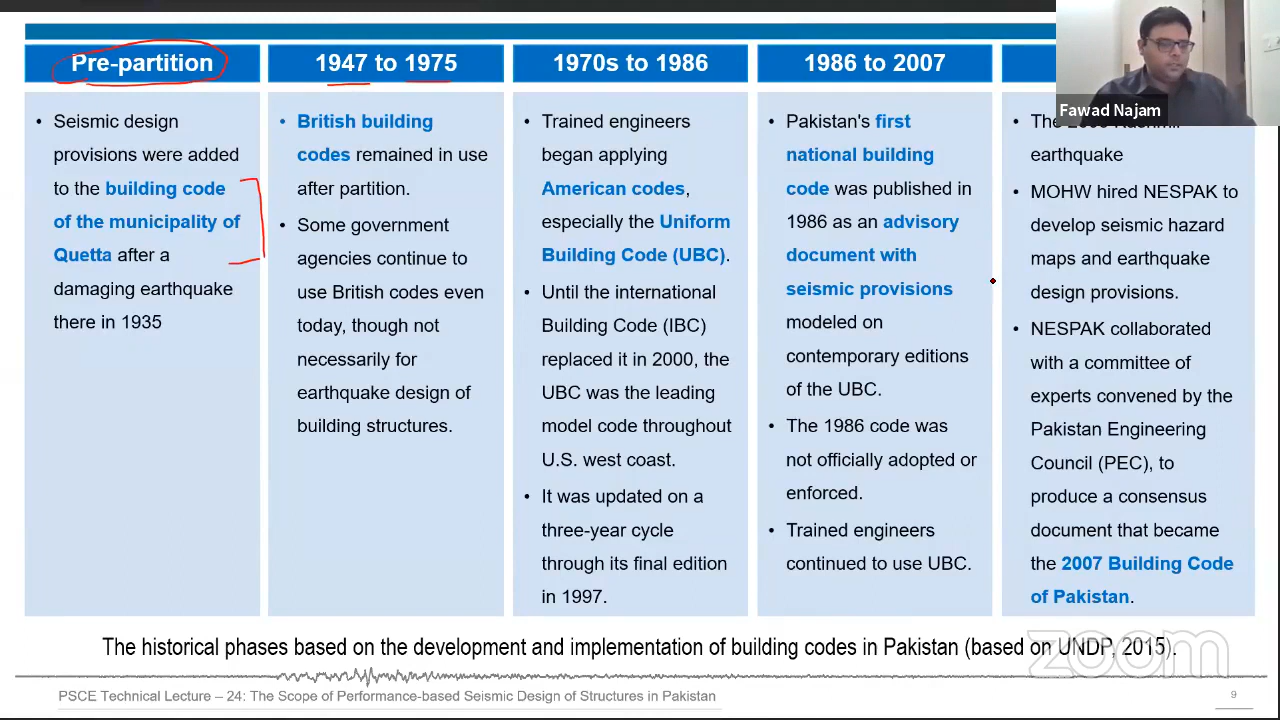 Pre-partition
Seismic design
provisions were added
to the building code
of the municipality of
Quetta after a
damaging earthquake
there in 1935
1947 to 1975
British building
codes remained in use
after partition.
Some government
agencies continue to
use British codes even
today, though not
necessarily for
earthquake design of
building structures.
1970s to 1986
Trained engineers
began applying
American codes,
especially the Uniform
Building Code (UBC).
Until the international
Building Code (IBC)
replaced it in 2000, the
UBC was the leading
model code throughout
U.S. west coast.
It was updated on a
three-year cycle
through its final edition
in 1997.
1986 to 2007
Pakistan's first
national building
code was published in
1986 as an advisory
document with
seismic provisions
modeled on
contemporary editions
of the UBC.
The 1986 code was
not officially adopted or
enforced.
Trained engineers
continued to use UBC.
Fawad Najam
The
earthquake
MOHW hired NESPAK to
develop seismic hazard
maps and earthquake
design provisions.
NESPAK collaborated
with a committee of
experts convened by the
Pakistan Engineering
Council (PEC), to
produce a consensus
document that became
the 2007 Building Code
of Pakistan.
The historical phases based on the development and implementation of building codes in Pakistan (based on UNDP, 2015).
zoom
PSCE Technical Lecture – 24: The Scope of Performance-based Seismic Design of Structures in Pakistan
9